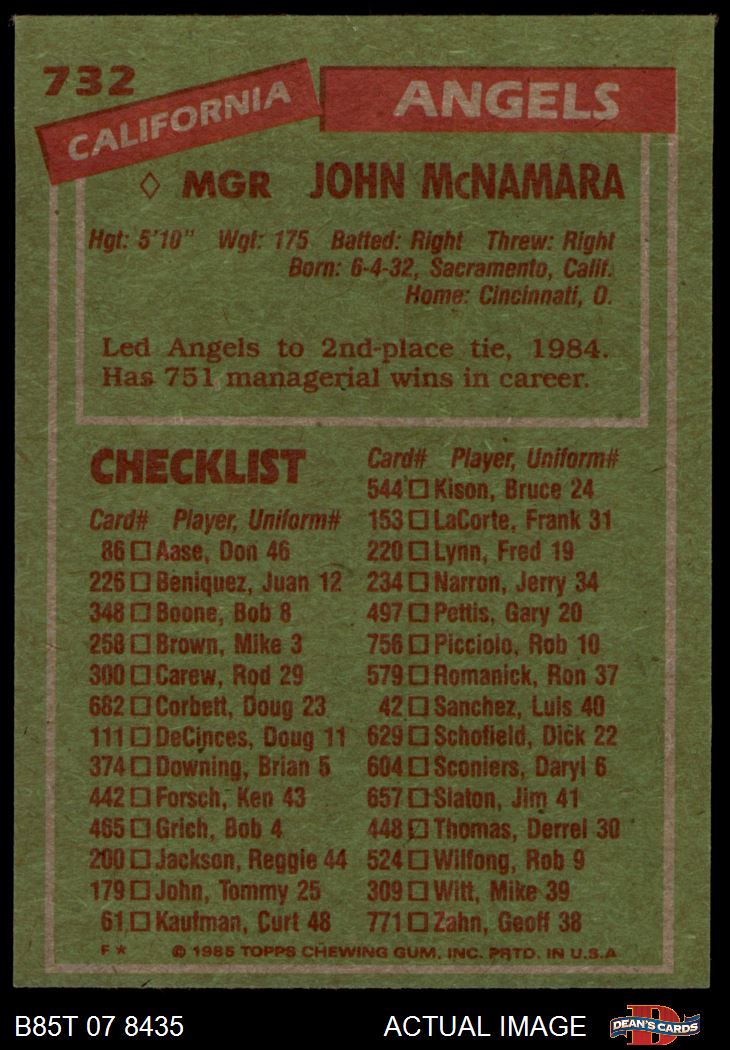 732
CALIFORNIA
ANGELS
◇ MGR JOHN McNAMARA
Hgt: 5'10" Wgt: 175 Batted: Right Threw: Right
Born: 6-4-32, Sacramento, Calif.
Home: Cincinnati, O.
Led Angels to 2nd-place tie, 1984.
Has 751 managerial wins in career.
CHECKLIST
Card# Player, Uniform#
86 □ Aase, Don 46
226 □ Beniquez, Juan 12
348 □ Boone, Bob 8
258 □ Brown, Mike 3
300 □ Carew, Rod 29
682 □ Corbett, Doug 23
111 □ DeCinces, Doug 11
374 □ Downing, Brian 5
442 □ Forsch, Ken 43
465 □ Grich, Bob 4
200 □ Jackson, Reggie 44
179 □ John, Tommy 25
61 □ Kaufman, Curt 48
Card# Player, Uniform#
544 □ Kison, Bruce 24
153 □ LaCorte, Frank 31
220 □ Lynn, Fred 19
234 □ Narron, Jerry 34
497 □ Pettis, Gary 20
756 □ Picciolo, Rob 10
579 □ Romanick, Ron 37
42 □ Sanchez, Luis 40
629 □ Schofield, Dick 22
604 □ Sconiers, Daryl 6
657 □ Slaton, Jim 41
448 □ Thomas, Derrel 30
524 □ Wilfong, Rob 9
309 □ Witt, Mike 39
771 □ Zahn, Geoff 38
F * © 1985 TOPPS CHEWING GUM, INC. PRTD. IN U.S.A
B85T 07 8435
ACTUAL IMAGE
DEAN'S CARDS